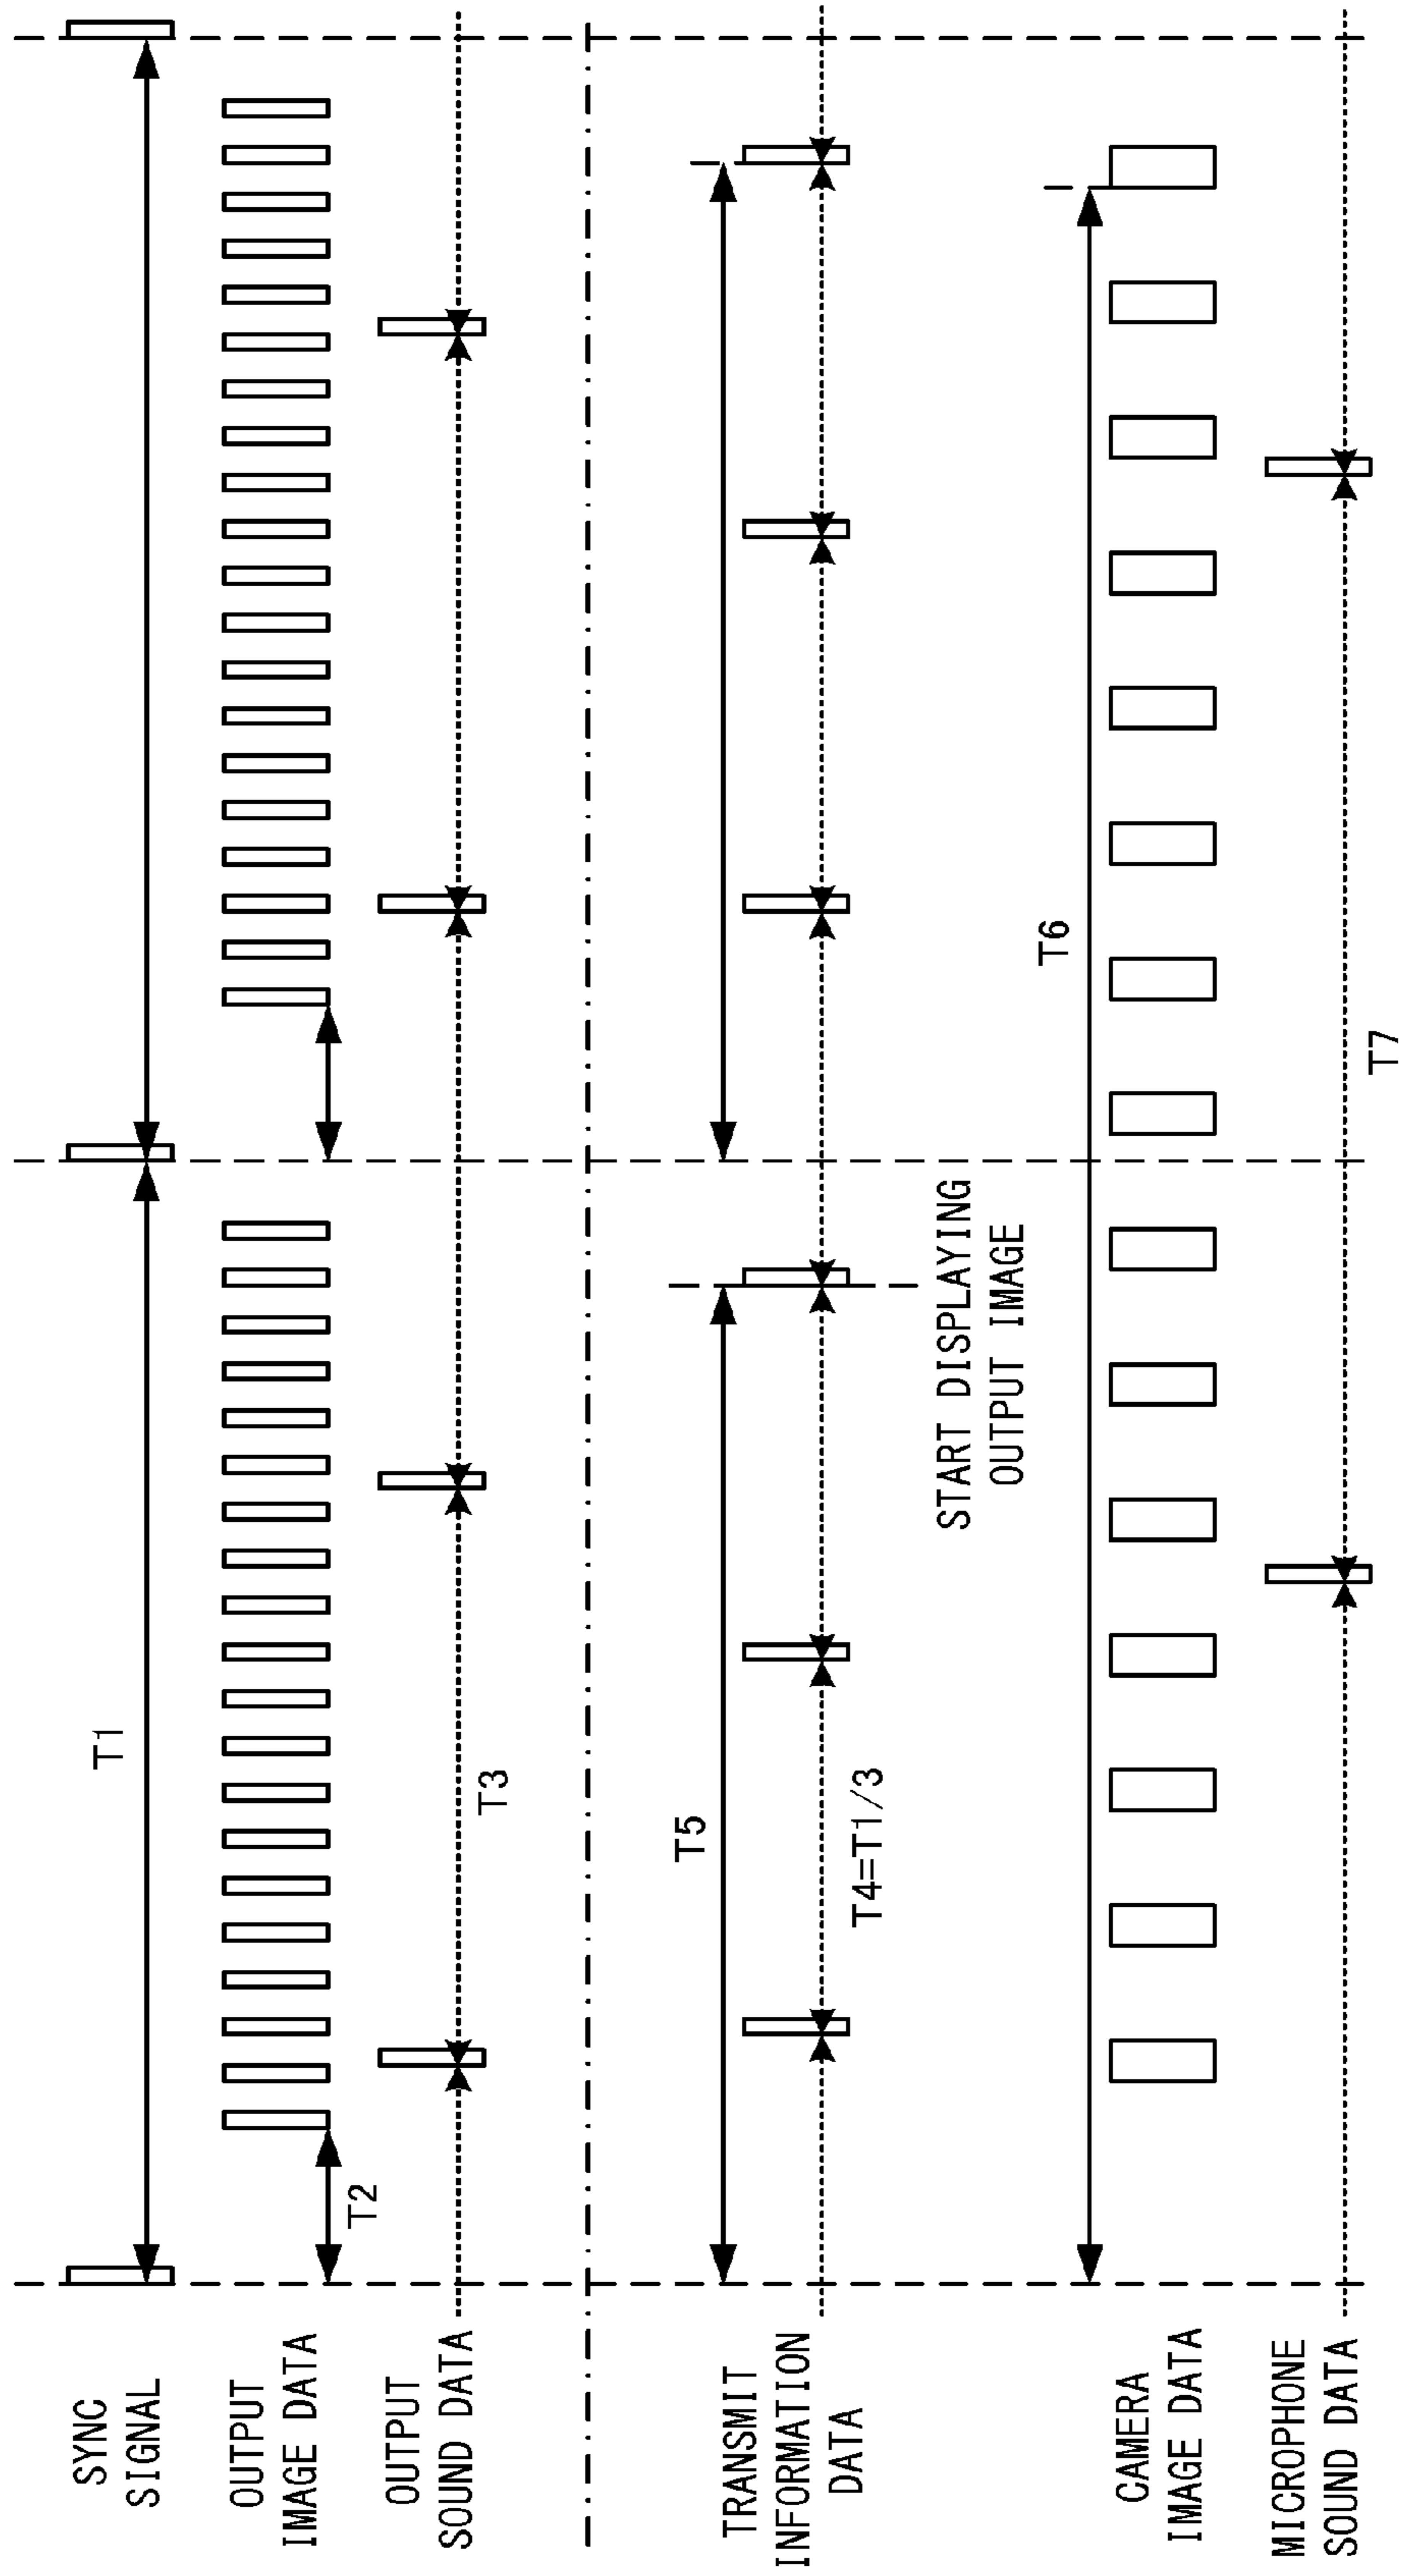 SYNC
SIGNAL
T1
OUTPUT
IMAGE DATA
T2
OUTPUT
SOUND DATA
T3
TRANSMIT
INFORMATION
DATA
T5
T4=T1/3
START DISPLAYING
OUTPUT IMAGE
CAMERA
IMAGE DATA
T6
MICROPHONE
SOUND DATA
T7